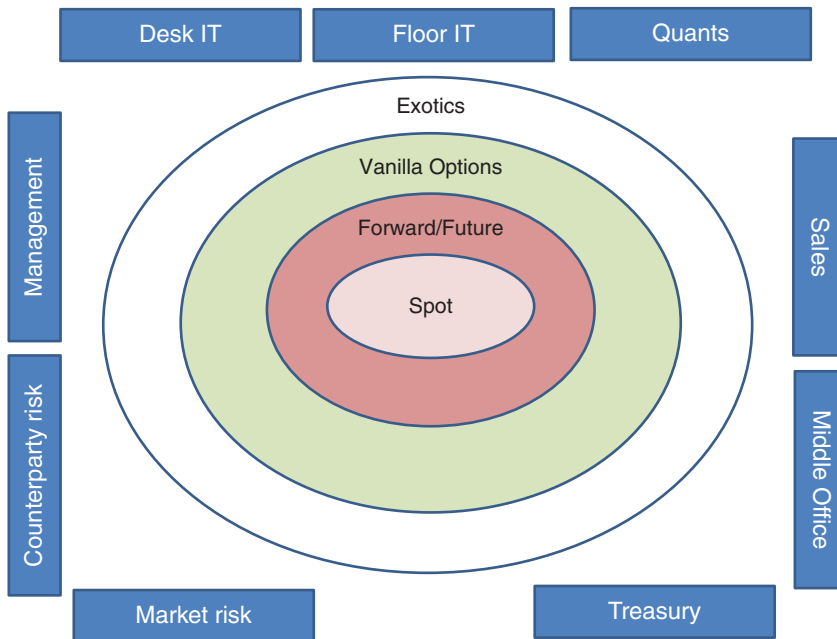 Desk IT
Floor IT
Quants
Exotics
Vanilla Options
Forward/Future
Spot
Management
Sales
Counterparty risk
Middle Office
Market risk
Treasury